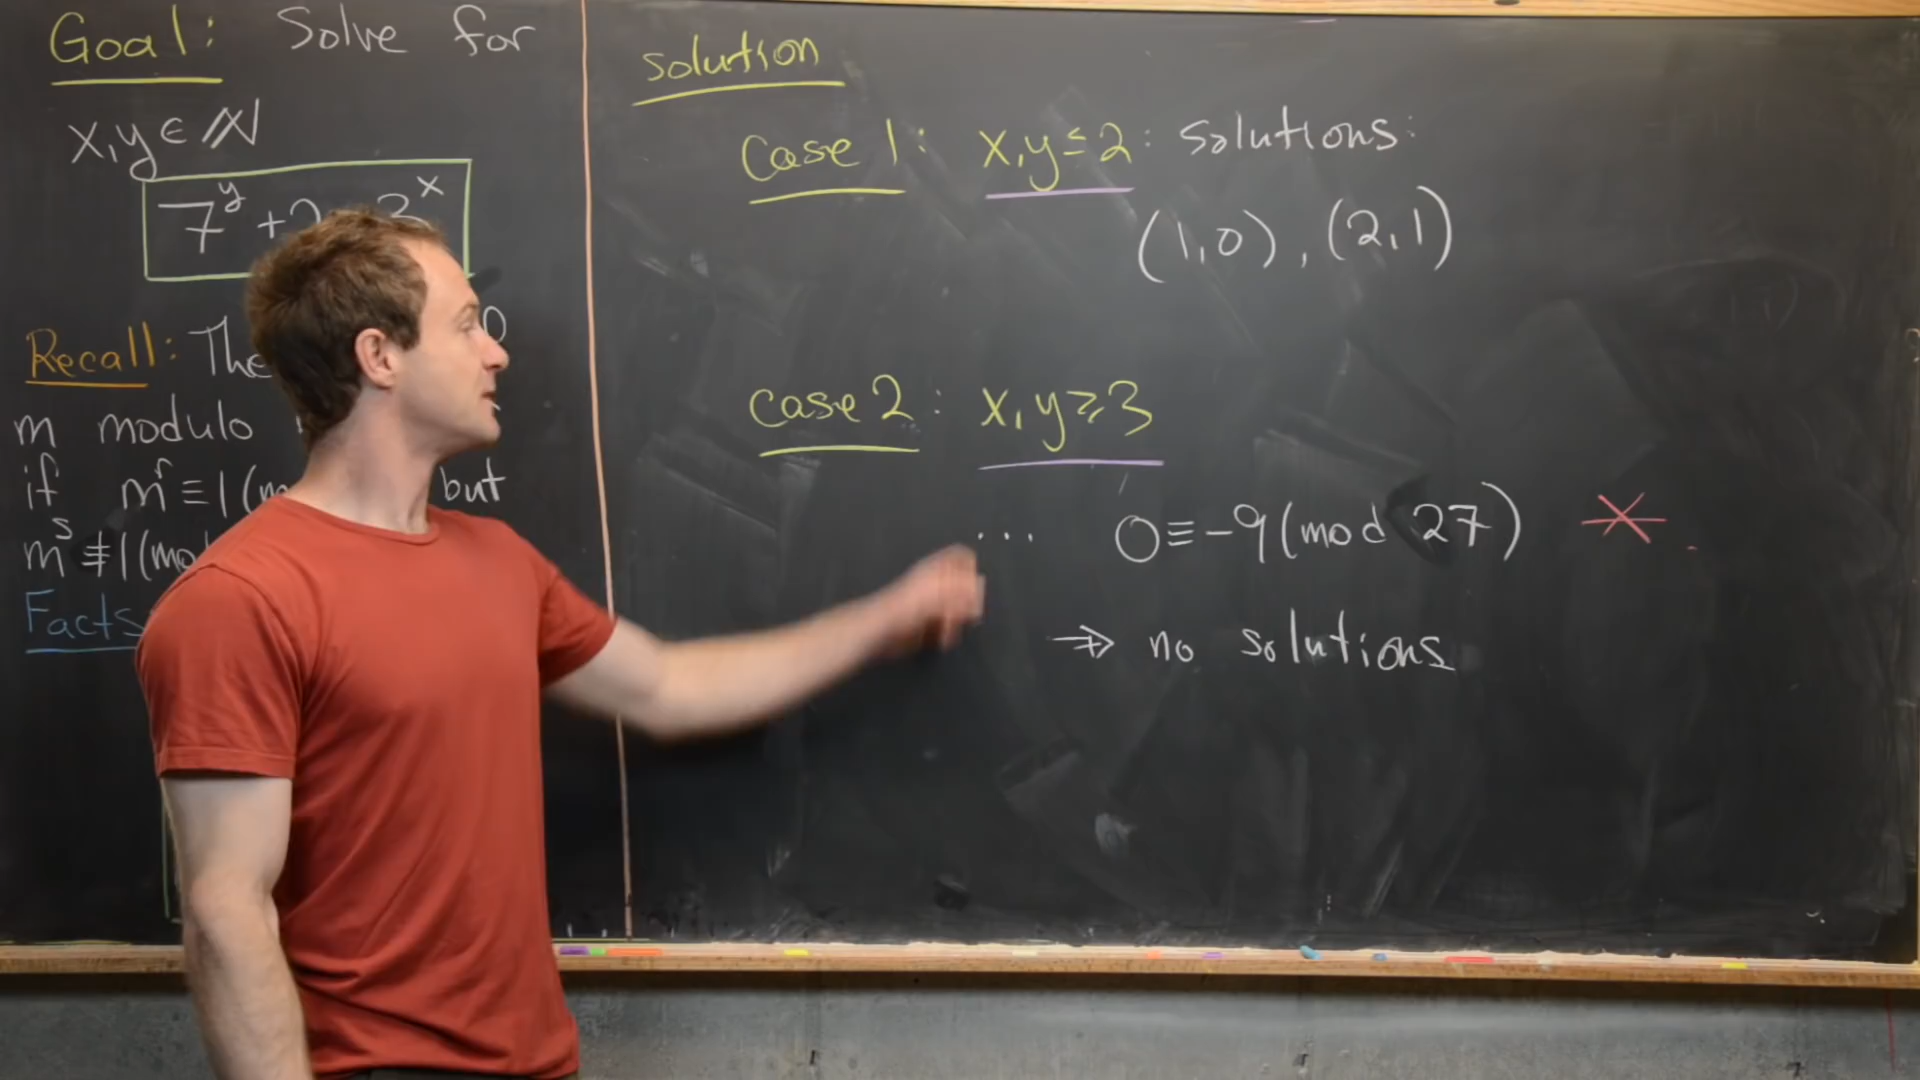 Goal: Solve for
x,y ∈ ℕ
7^y + 2 3^x
Recall: The
m modulo
if m^r ≡ 1 (m but
m^s ≢ 1 (mo
Facts
solution
case 1: x,y ≤ 2: solutions:
(1,0), (2,1)
case 2: x,y ≥ 3
... 0 ≡ -9 (mod 27)
⇒ no solutions